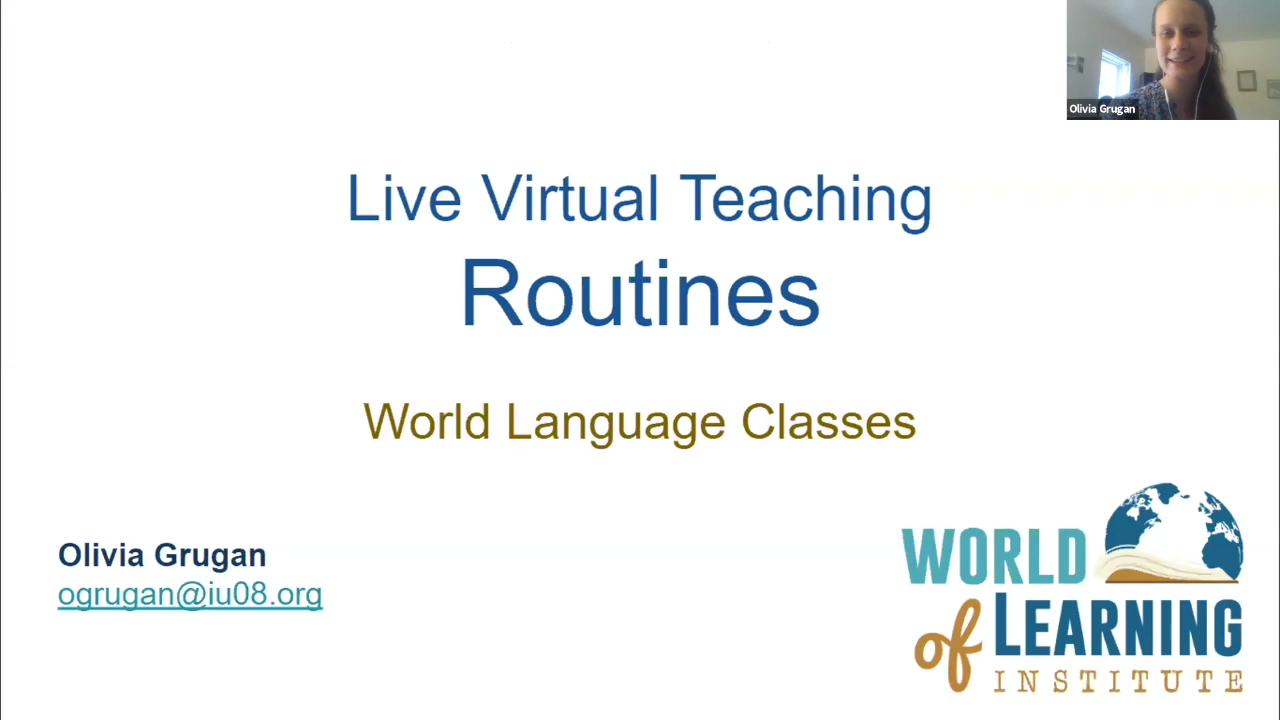 Olivia Grugan
Live Virtual Teaching
Routines
World Language Classes
Olivia Grugan
ogrugan@iu08.org
WORLD
of LEARNING
INSTITUTE